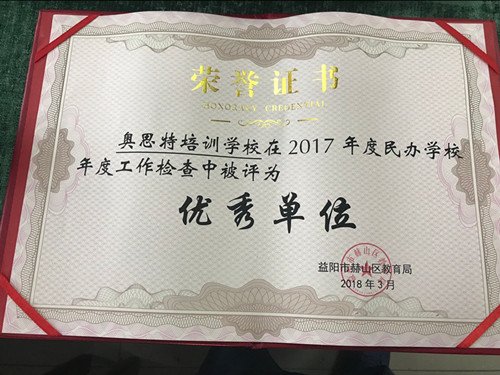 荣誉证书
HONORARY CREDENTIAL
奥思特培训学校在2017年度民办学校
年度工作检查中被评为
优秀单位
益阳市赫山区教育局
2018年3月